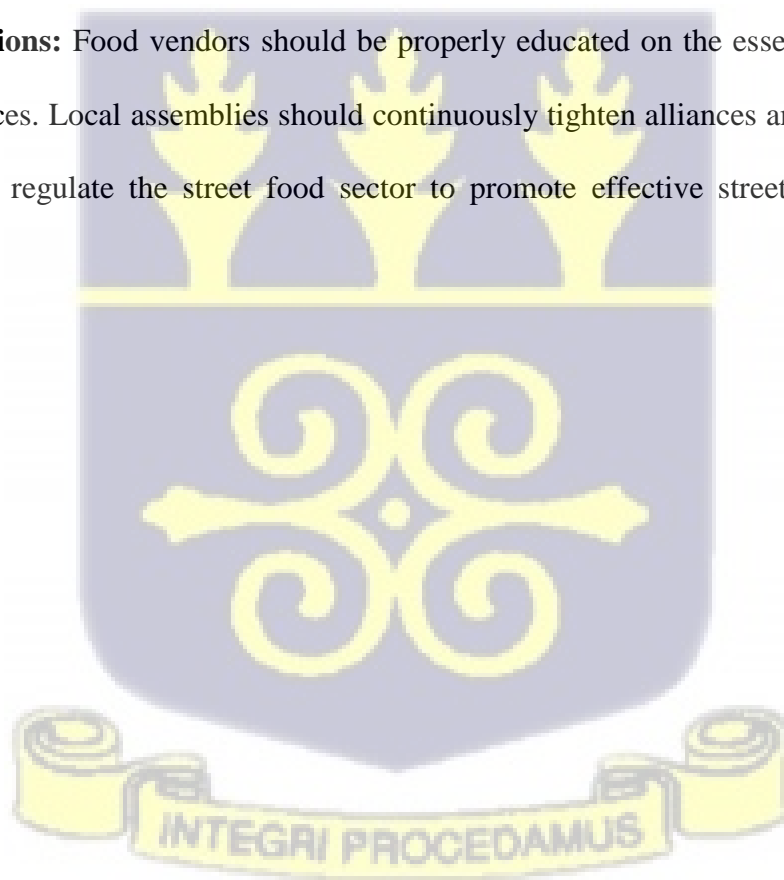 ions: Food vendors should be properly educated on the esse
ces. Local assemblies should continuously tighten alliances a
regulate the street food sector to promote effective street
INTEGRI PROCEDAMUS